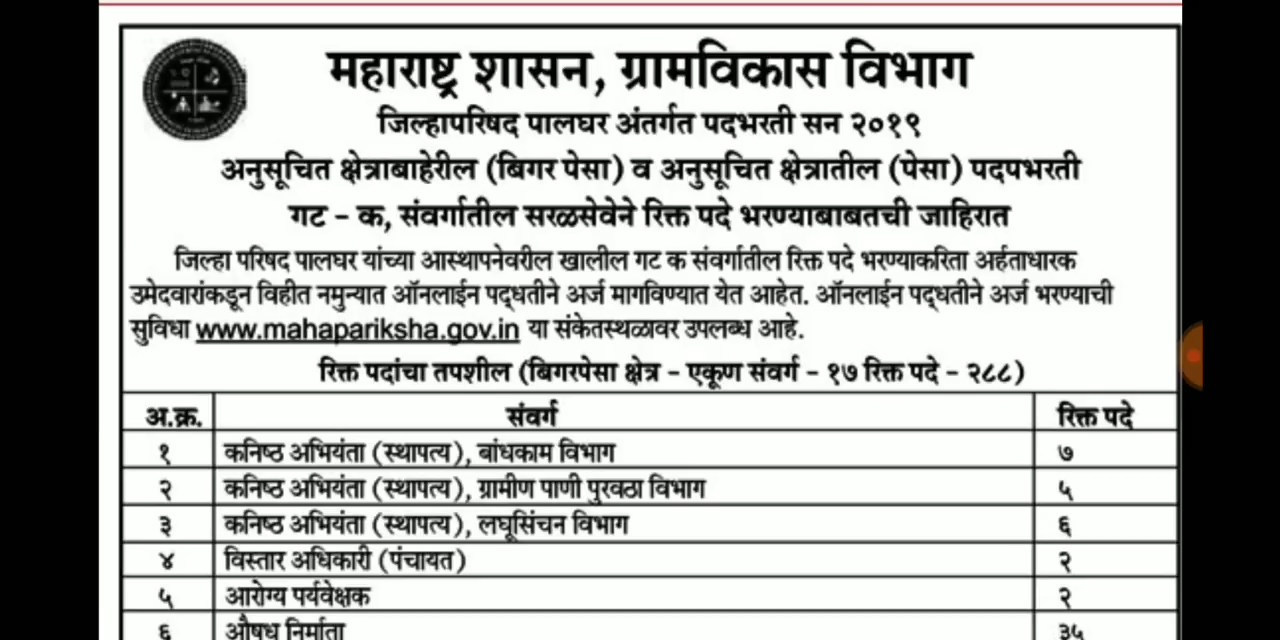 महाराष्ट्र शासन, ग्रामविकास विभाग
जिल्हापरिषद पालघर अंतर्गत पदभरती सन २०१९
अनुसूचित क्षेत्राबाहेरील (बिगर पेसा) व अनुसूचित क्षेत्रातील (पेसा) पदपभरती
गट - क, संवर्गातील सरळसेवेने रिक्त पदे भरण्याबाबतची जाहिरात
जिल्हा परिषद पालघर यांच्या आस्थापनेवरील खालील गट क संवर्गातील रिक्त पदे भरण्याकरिता अर्हताधारक
उमेदवारांकडून विहीत नमुन्यात ऑनलाईन पद्धतीने अर्ज मागविण्यात येत आहेत. ऑनलाईन पद्धतीने अर्ज भरण्याची
सुविधा www.mahapariksha.gov.in या संकेतस्थळावर उपलब्ध आहे.
रिक्त पदांचा तपशील (बिगरपेसा क्षेत्र - एकूण संवर्ग - १७ रिक्त पदे - २८८)
अ.क्र. संवर्ग रिक्त पदे
१ कनिष्ठ अभियंता (स्थापत्य), बांधकाम विभाग ७
२ कनिष्ठ अभियंता (स्थापत्य), ग्रामीण पाणी पुरवठा विभाग ५
३ कनिष्ठ अभियंता (स्थापत्य), लघूसिंचन विभाग ६
४ विस्तार अधिकारी (पंचायत) २
५ आरोग्य पर्यवेक्षक २
६ औषध निर्माता ३५